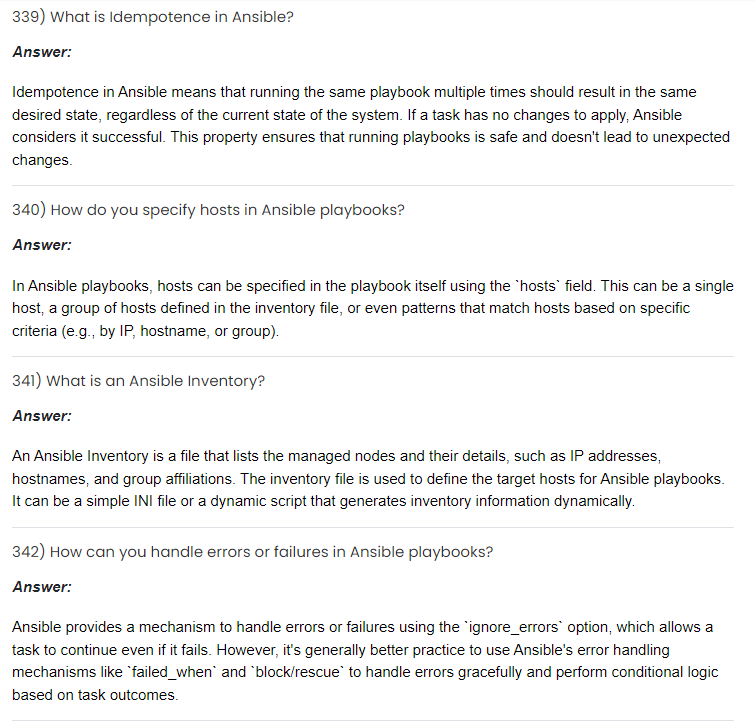 339) What is Idempotence in Ansible?
Answer:
Idempotence in Ansible means that running the same playbook multiple times should result in the same
desired state, regardless of the current state of the system. If a task has no changes to apply, Ansible
considers it successful. This property ensures that running playbooks is safe and doesn't lead to unexpected
changes.
340) How do you specify hosts in Ansible playbooks?
Answer:
In Ansible playbooks, hosts can be specified in the playbook itself using the `hosts` field. This can be a single
host, a group of hosts defined in the inventory file, or even patterns that match hosts based on specific
criteria (e.g., by IP, hostname, or group).
341) What is an Ansible Inventory?
Answer:
An Ansible Inventory is a file that lists the managed nodes and their details, such as IP addresses,
hostnames, and group affiliations. The inventory file is used to define the target hosts for Ansible playbooks.
It can be a simple INI file or a dynamic script that generates inventory information dynamically.
342) How can you handle errors or failures in Ansible playbooks?
Answer:
Ansible provides a mechanism to handle errors or failures using the `ignore_errors` option, which allows a
task to continue even if it fails. However, it's generally better practice to use Ansible's error handling
mechanisms like `failed_when` and `block/rescue` to handle errors gracefully and perform conditional logic
based on task outcomes.